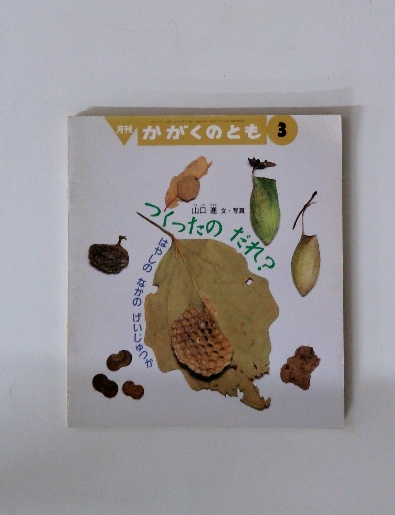 月刊 かがくのとも 3
山口 進 文・写真
つくったの だれ?
はやしの なかの げいじゅつか